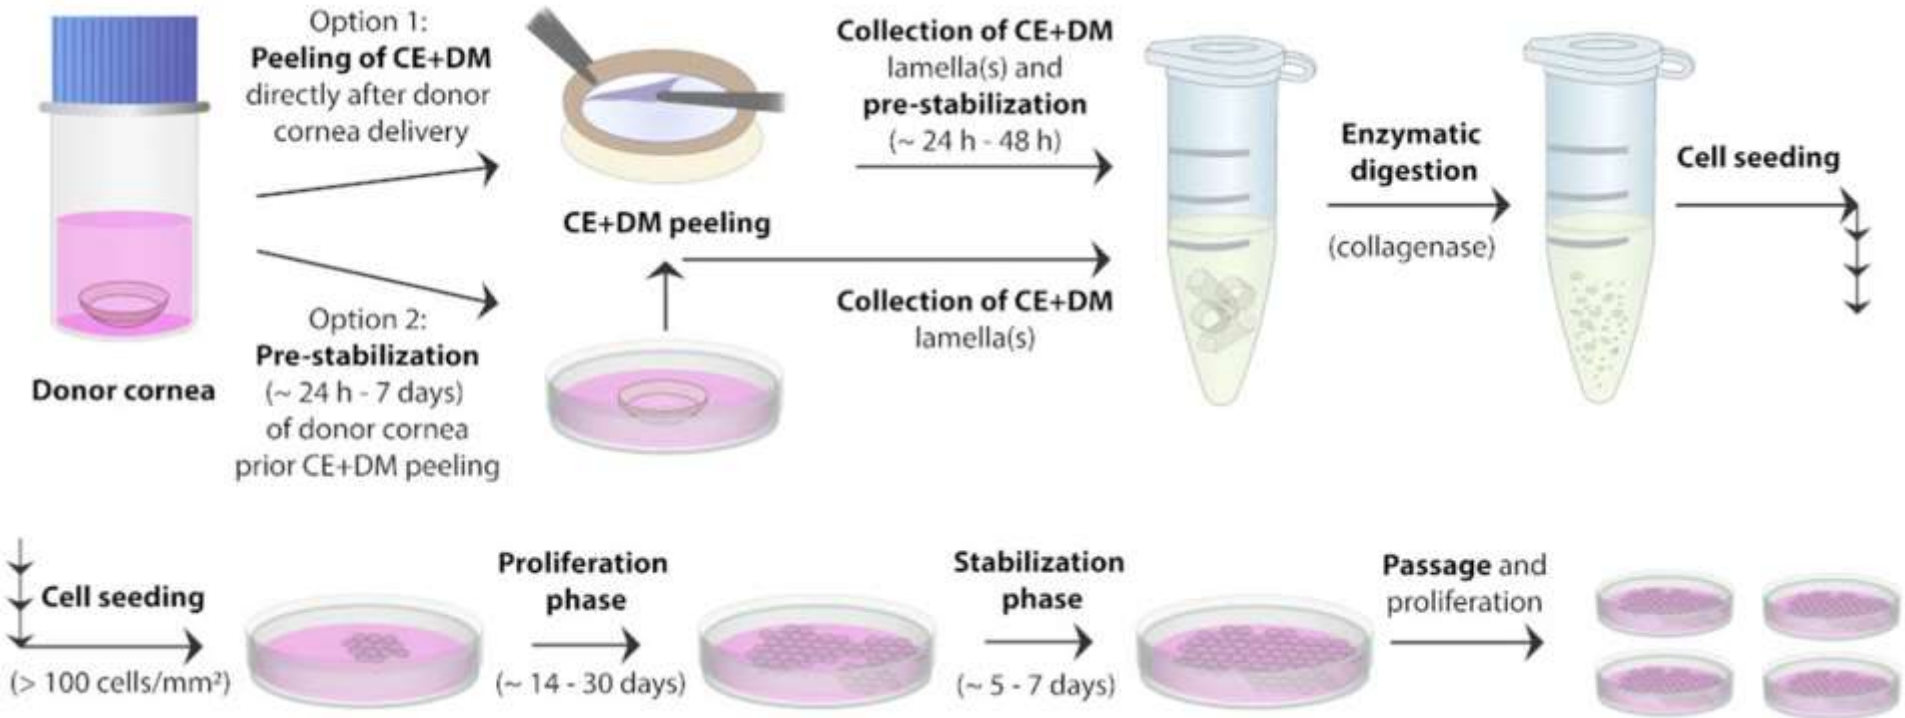 Option 1:
Peeling of CE+DM
directly after donor
cornea delivery
Collection of CE+DM
lamella(s) and
pre-stabilization
(~ 24 h - 48 h)
Enzymatic
digestion
(collagenase)
Cell seeding
CE+DM peeling
Collection of CE+DM
lamella(s)
Donor cornea
Option 2:
Pre-stabilization
(~ 24 h - 7 days)
of donor cornea
prior CE+DM peeling
Cell seeding
(> 100 cells/mm²)
Proliferation
phase
(~ 14 - 30 days)
Stabilization
phase
(~ 5 - 7 days)
Passage and
proliferation